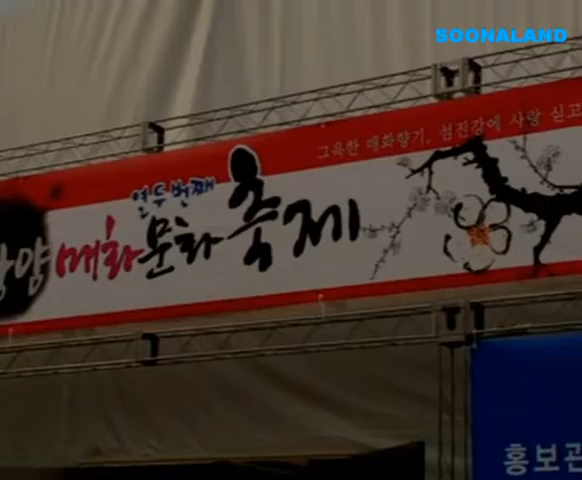 SOONALAND
그윽한 매화향기, 섬진강에 사랑 싣고
열두번째
광양 매화 문화 축제
홍보관